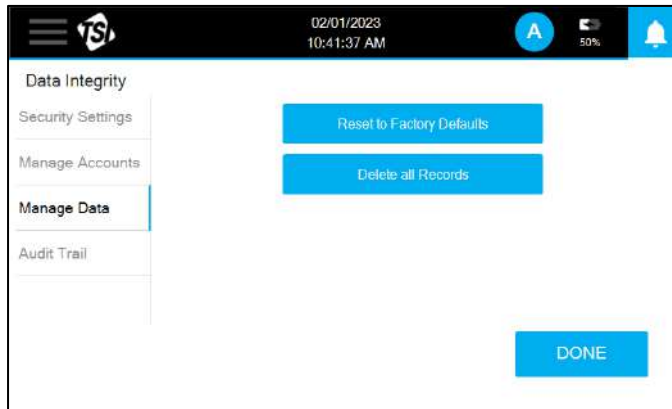 TSI
02/01/2023
10:41:37 AM
A
50%
Data Integrity
Security Settings
Manage Accounts
Manage Data
Audit Trail
Reset to Factory Defaults
Delete all Records
DONE